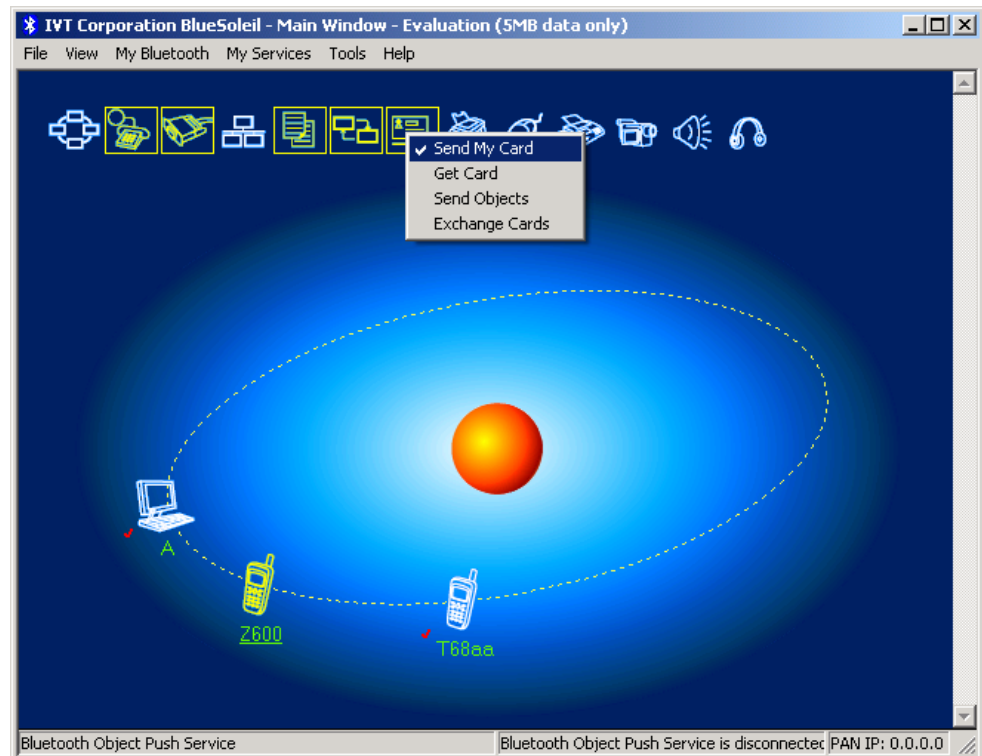 IVT Corporation BlueSoleil - Main Window - Evaluation (5MB data only)
File View My Bluetooth My Services Tools Help
Send My Card
Get Card
Send Objects
Exchange Cards
A
Z600
T68aa
Bluetooth Object Push Service
Bluetooth Object Push Service is disconnected
PAN IP: 0.0.0.0